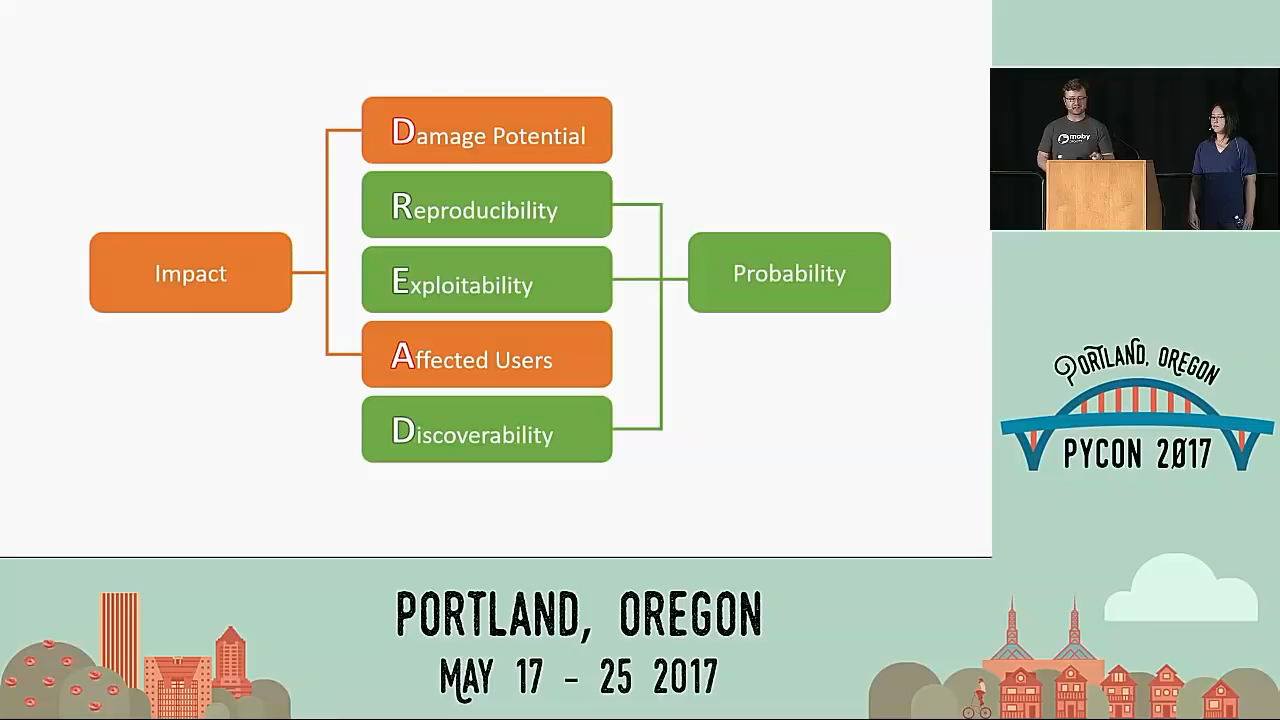 Damage Potential
Reproducibility
Impact
Exploitability
Probability
Affected Users
Discoverability
moby
PORTLAND, OREGON
PYCON 2017
PORTLAND, OREGON
MAY 17 - 25 2017